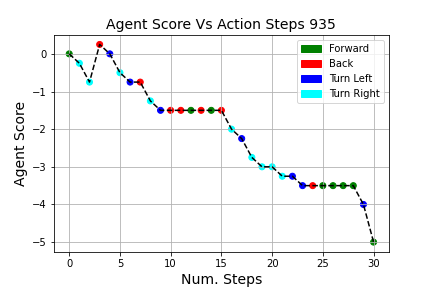 Agent Score Vs Action Steps 935
Forward
Back
Turn Left
Turn Right
Agent Score
0
−1
−2
−3
−4
−5
0 5 10 15 20 25 30
Num. Steps